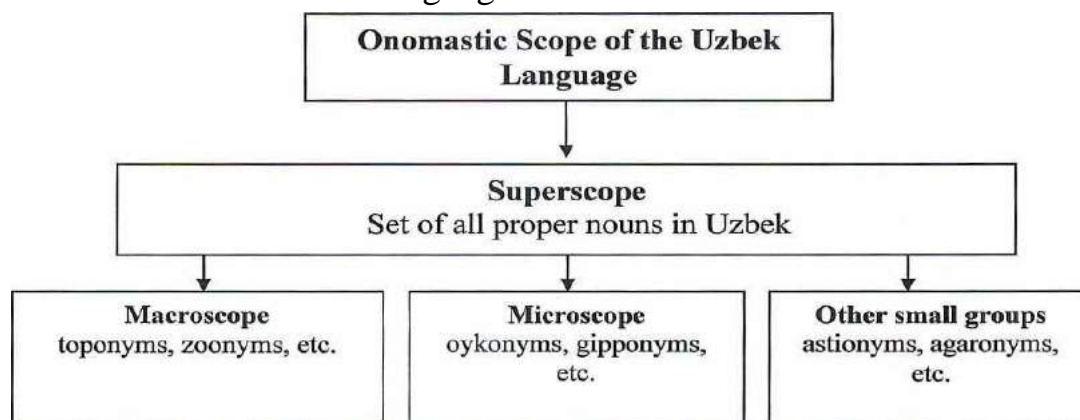 Onomastic Scope of the Uzbek
Language
Superscope
Set of all proper nouns in Uzbek
Macroscope
toponyms, zoonyms, etc.
Microscope
oykonyms, gipponyms,
etc.
Other small groups
astionyms, agaronyms,
etc.